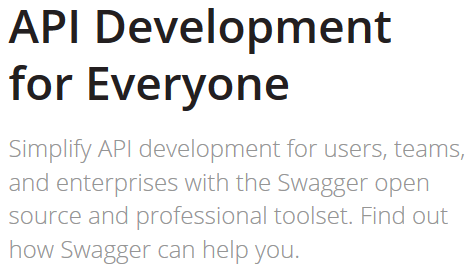 API Development
for Everyone
Simplify API development for users, teams,
and enterprises with the Swagger open
source and professional toolset. Find out
how Swagger can help you.